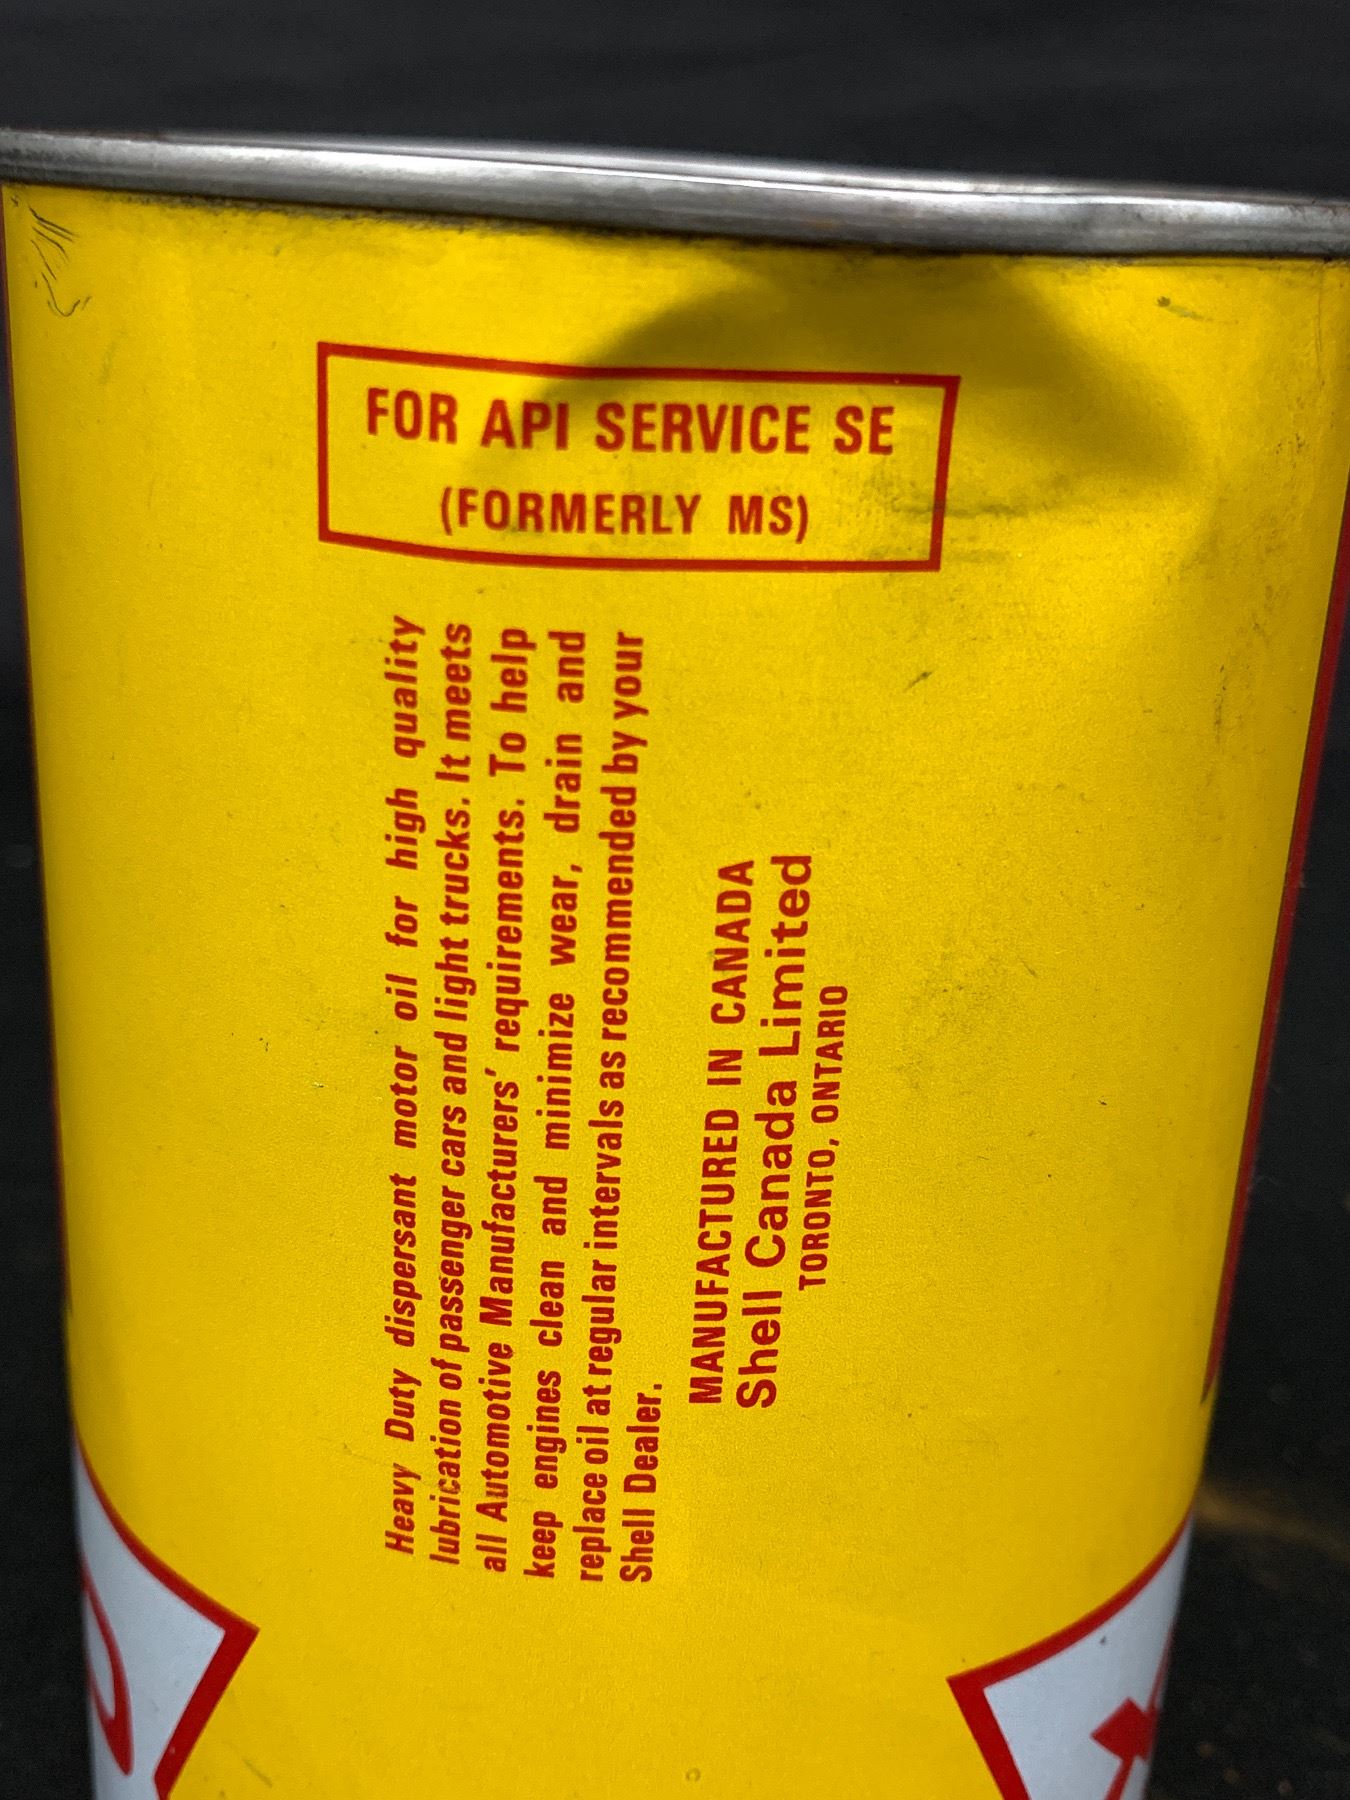 FOR API SERVICE SE
(FORMERLY MS)
Heavy Duty dispersant motor oil for high quality
lubrication of passenger cars and light trucks. It meets
all Automotive Manufacturers' requirements. To help
keep engines clean and minimize wear, drain and
replace oil at regular intervals as recommended by your
Shell Dealer.
MANUFACTURED IN CANADA
Shell Canada Limited
TORONTO, ONTARIO